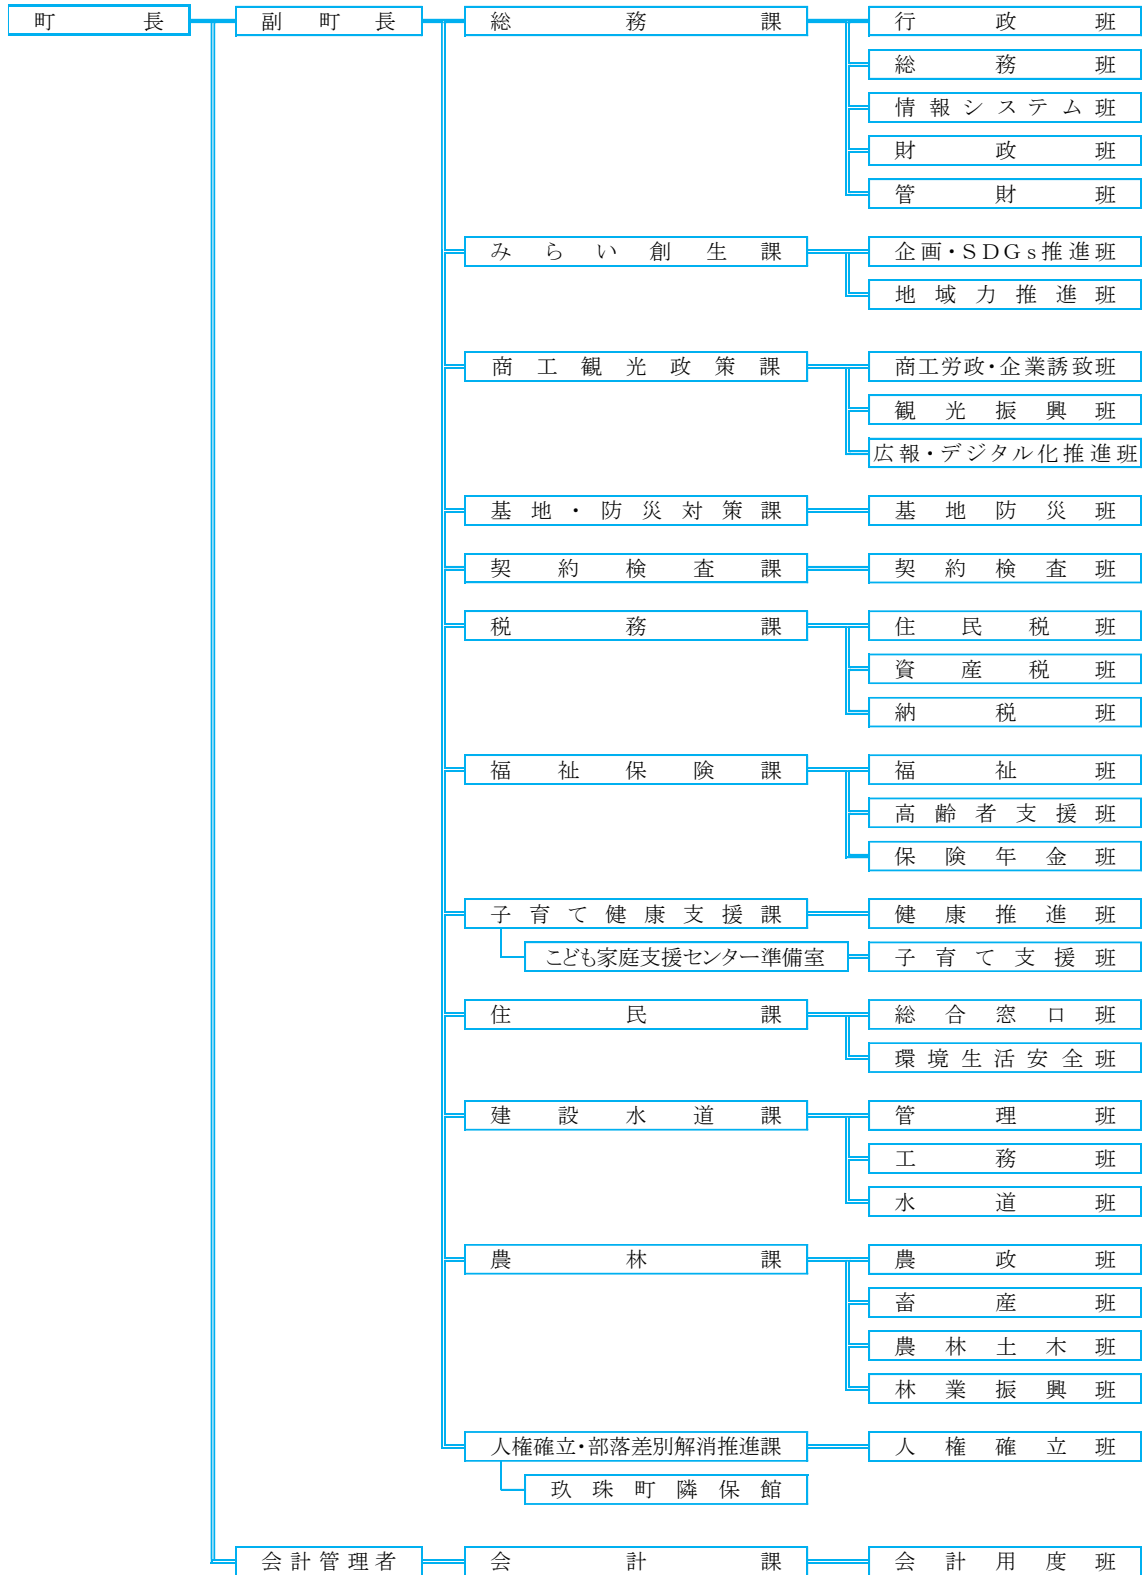 町長 副町長 総務課 行政班
総務班
情報システム班
財政班
管財班
みらい創生課 企画・SDGs推進班
地域力推進班
商工観光政策課 商工労政・企業誘致班
観光振興班
広報・デジタル化推進班
基地・防災対策課 基地防災班
契約検査課 契約検査班
税務課 住民税班
資産税班
納税班
福祉保険課 福祉班
高齢者支援班
保険年金班
子育て健康支援課 健康推進班
こども家庭支援センター準備室 子育て支援班
住民課 総合窓口班
環境生活安全班
建設水道課 管理班
工務班
水道班
農林課 農政班
畜産班
農林土木班
林業振興班
人権確立・部落差別解消推進課 人権確立班
玖珠町隣保館
会計管理者 会計課 会計用度班